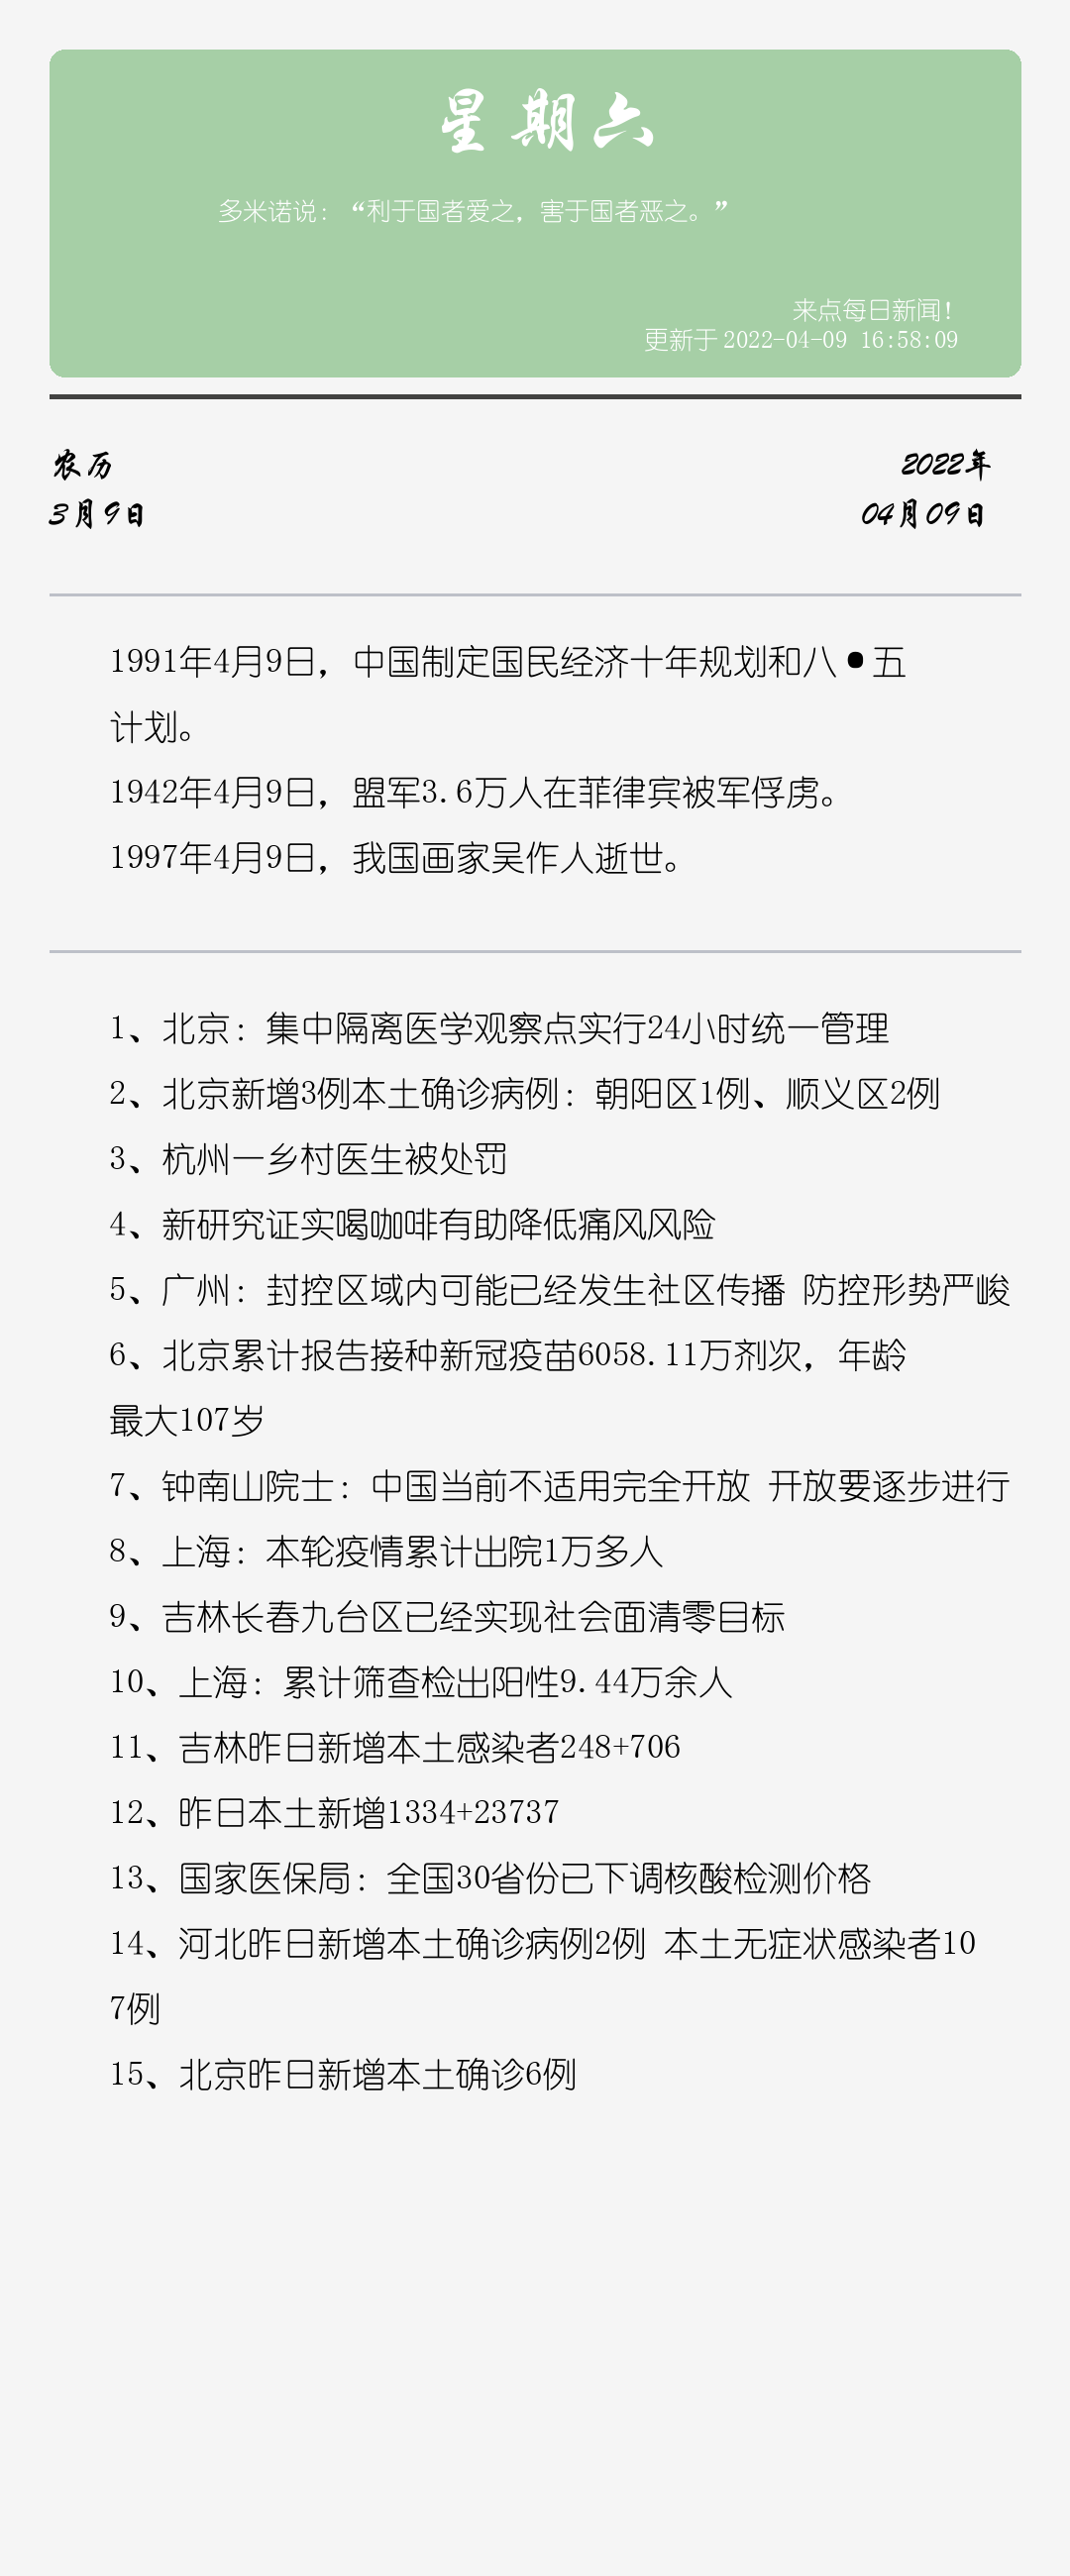 星期六
多米诺说：“利于国者爱之，害于国者恶之。”
来点每日新闻！
更新于 2022-04-09 16:58:09
农历
2022年
3月9日
04月09日
1991年4月9日，中国制定国民经济十年规划和八•五
计划。
1942年4月9日，盟军3.6万人在菲律宾被军俘虏。
1997年4月9日，我国画家吴作人逝世。
1、北京：集中隔离医学观察点实行24小时统一管理
2、北京新增3例本土确诊病例：朝阳区1例、顺义区2例
3、杭州一乡村医生被处罚
4、新研究证实喝咖啡有助降低痛风风险
5、广州：封控区域内可能已经发生社区传播 防控形势严峻
6、北京累计报告接种新冠疫苗6058.11万剂次，年龄
最大107岁
7、钟南山院士：中国当前不适用完全开放 开放要逐步进行
8、上海：本轮疫情累计出院1万多人
9、吉林长春九台区已经实现社会面清零目标
10、上海：累计筛查检出阳性9.44万余人
11、吉林昨日新增本土感染者248+706
12、昨日本土新增1334+23737
13、国家医保局：全国30省份已下调核酸检测价格
14、河北昨日新增本土确诊病例2例 本土无症状感染者10
7例
15、北京昨日新增本土确诊6例